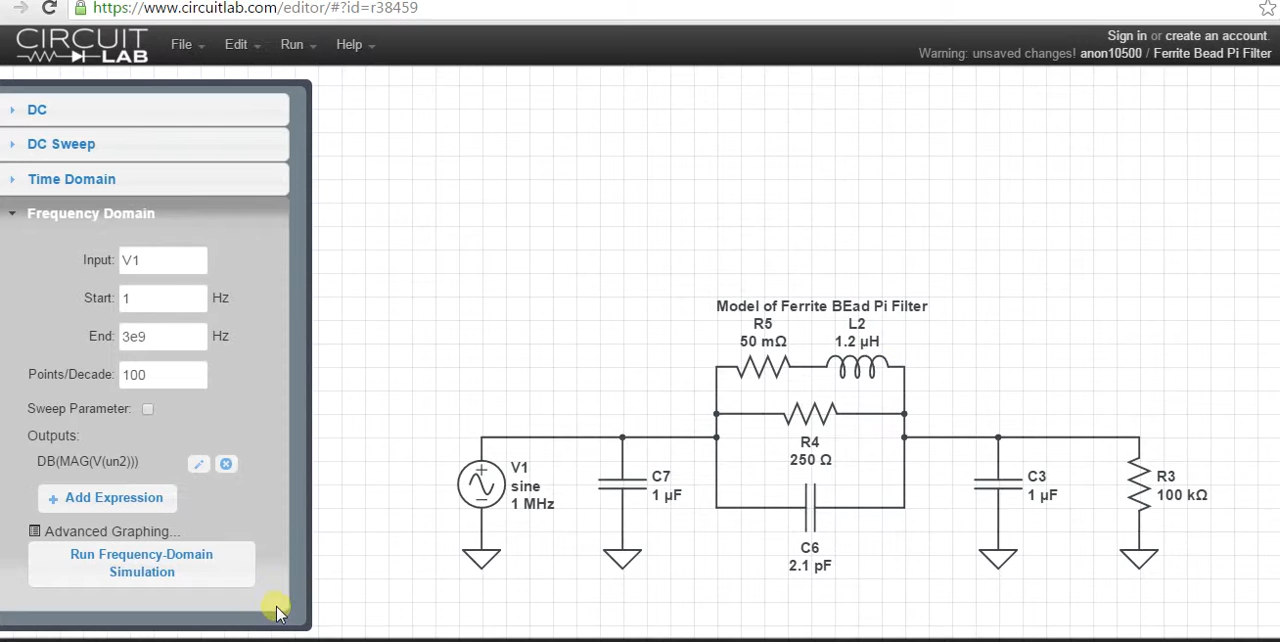 https://www.circuitlab.com/editor/#?id=r38459
CIRCUIT
LAB
File
Edit
Run
Help
Sign in or create an account.
Warning: unsaved changes! anon10500 / Ferrite Bead Pi Filter
DC
DC Sweep
Time Domain
Frequency Domain
Input: V1
Start: 1 Hz
End: 3e9 Hz
Points/Decade: 100
Sweep Parameter:
Outputs:
DB(MAG(V(un2)))
+ Add Expression
Advanced Graphing...
Run Frequency-Domain
Simulation
Model of Ferrite BEad Pi Filter
R5
50 mΩ
L2
1.2 µH
R4
250 Ω
V1
sine
1 MHz
C7
1 µF
C6
2.1 pF
C3
1 µF
R3
100 kΩ